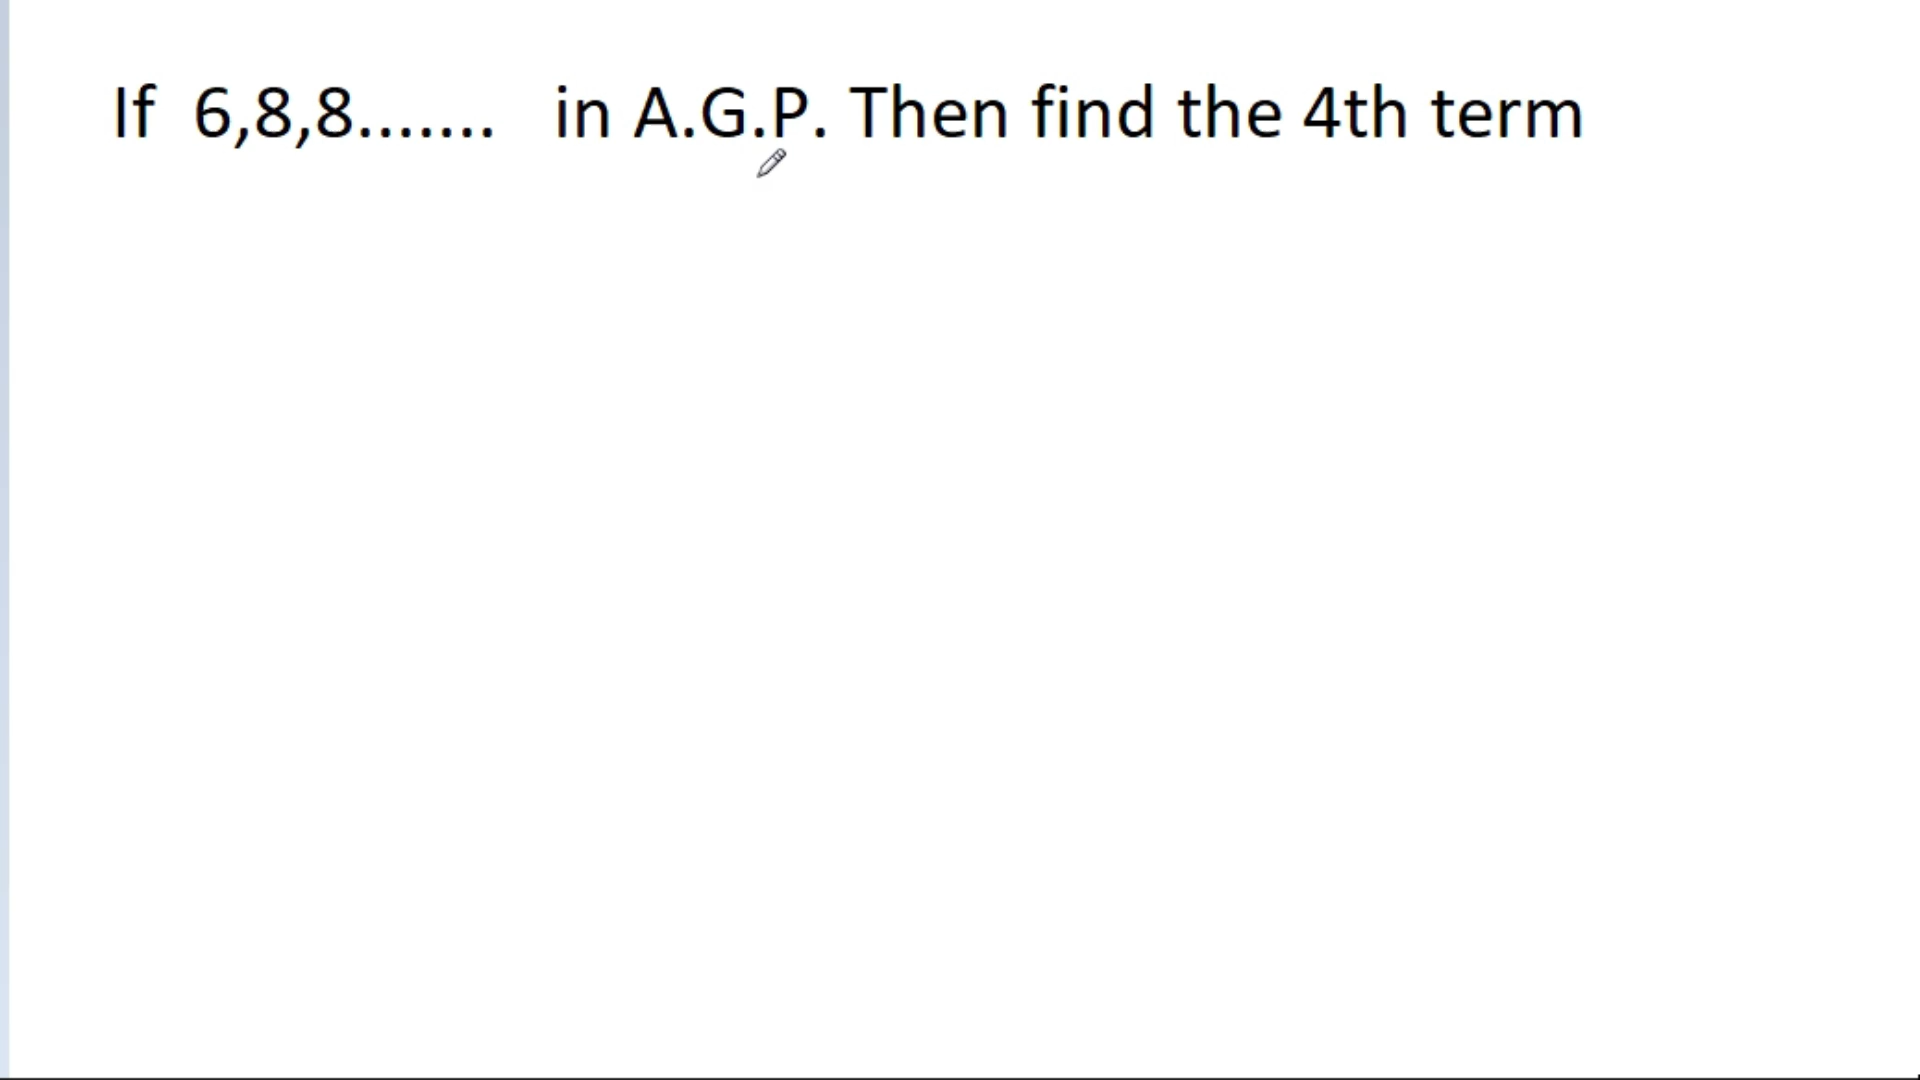 If 6,8,8....... in A.G.P. Then find the 4th term